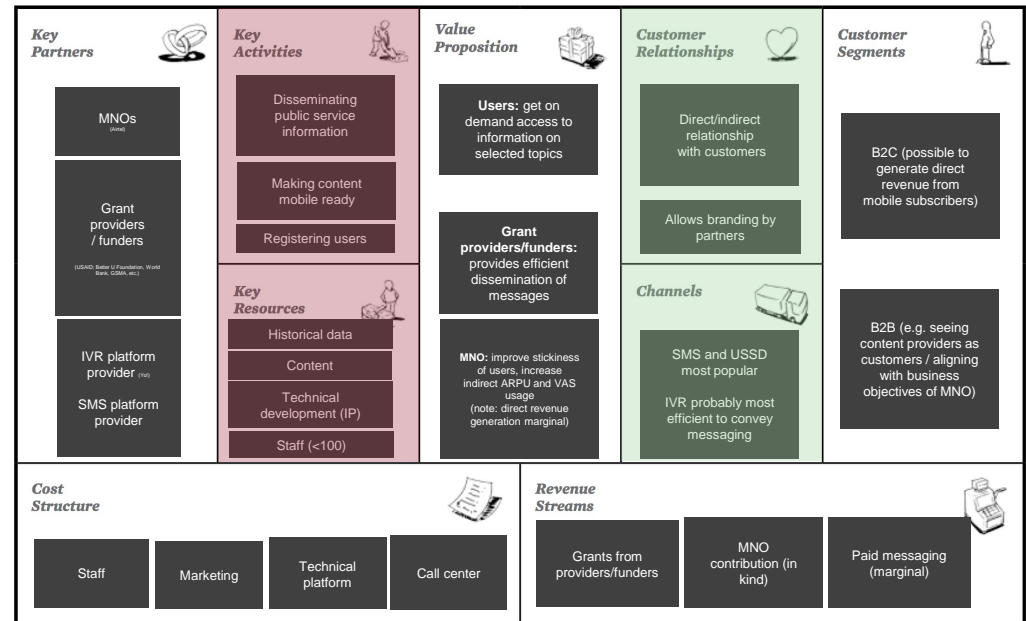 Key
Partners
MNOs
(Airtel)
Grant
providers
/ funders
(USAID; Better U Foundation, World
Bank, GSMA, etc.)
IVR platform
provider (Yo!)
SMS platform
provider
Key
Activities
Disseminating
public service
information
Making content
mobile ready
Registering users
Key
Resources
Historical data
Content
Technical
development (IP)
Staff (<100)
Value
Proposition
Users: get on
demand access to
information on
selected topics
Grant
providers/funders:
provides efficient
dissemination of
messages
MNO: improve stickiness
of users, increase
indirect ARPU and VAS
usage
(note: direct revenue
generation marginal)
Customer
Relationships
Direct/indirect
relationship
with customers
Allows branding by
partners
Channels
SMS and USSD
most popular
IVR probably most
efficient to convey
messaging
Customer
Segments
B2C (possible to
generate direct
revenue from
mobile subscribers)
B2B (e.g. seeing
content providers as
customers / aligning
with business
objectives of MNO)
Cost
Structure
Staff
Marketing
Technical
platform
Call center
Revenue
Streams
Grants from
providers/funders
MNO
contribution (in
kind)
Paid messaging
(marginal)